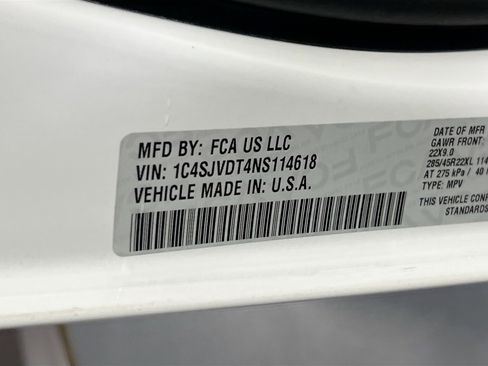 MFD BY: FCA US LLC
VIN: 1C4SJVDT4NS114618
VEHICLE MADE IN: U.S.A.
DATE OF MFR
GAWR FRONT:
22X9.0
285/45R22XL 114
AT 275 kPa / 40
TYPE: MPV
THIS VEHICLE CONF
STANDARDS